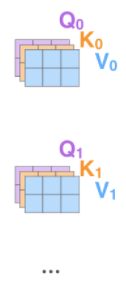 Q₀
K₀
V₀
Q₁
K₁
V₁
...